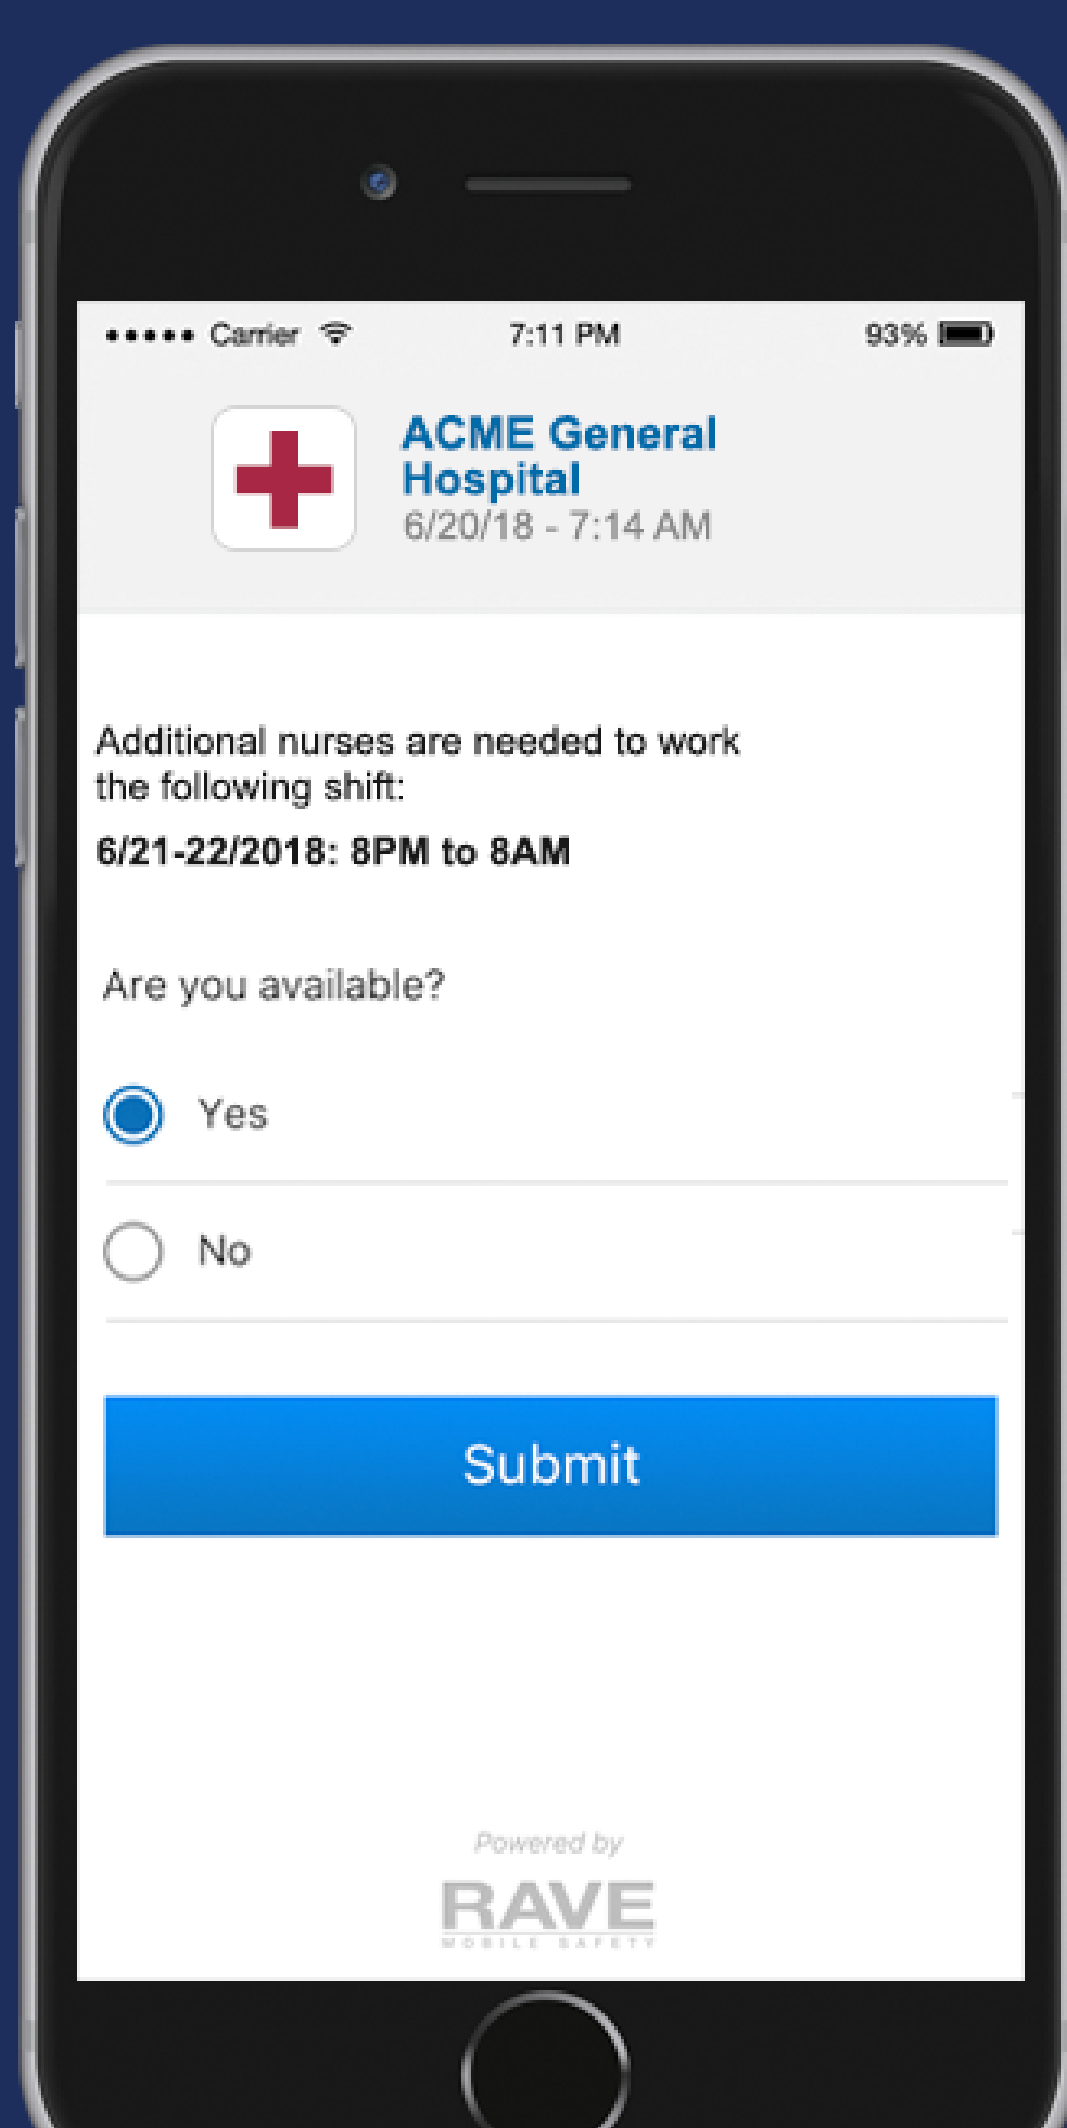 Carrier 7:11 PM 93%
ACME General
Hospital
6/20/18 - 7:14 AM
Additional nurses are needed to work
the following shift:
6/21-22/2018: 8PM to 8AM
Are you available?
Yes
No
Submit
Powered by
RAVE
MOBILE SAFETY